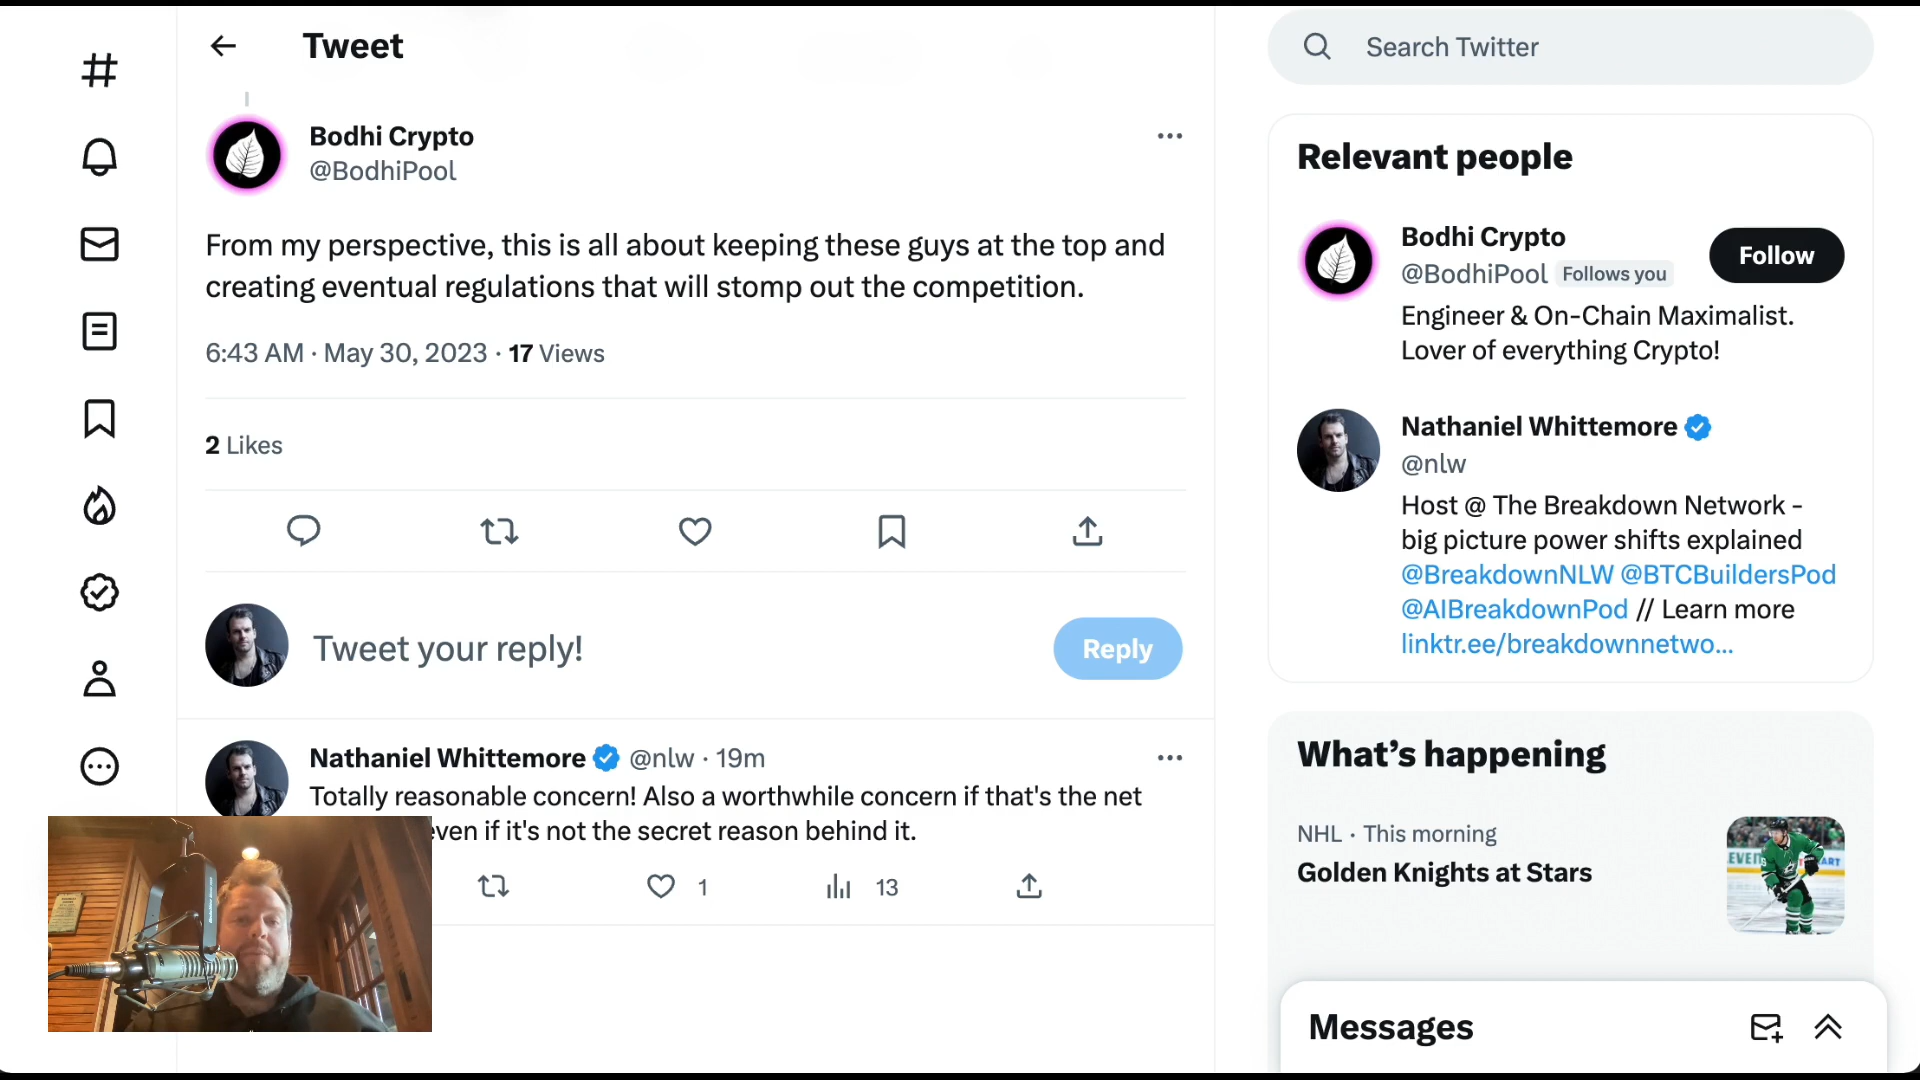 Tweet
Bodhi Crypto
@BodhiPool
From my perspective, this is all about keeping these guys at the top and
creating eventual regulations that will stomp out the competition.
6:43 AM · May 30, 2023 · 17 Views
2 Likes
Tweet your reply!
Reply
Nathaniel Whittemore @nlw · 19m
Totally reasonable concern! Also a worthwhile concern if that's the net
even if it's not the secret reason behind it.
1
13
Search Twitter
Relevant people
Bodhi Crypto
@BodhiPool Follows you
Follow
Engineer & On-Chain Maximalist.
Lover of everything Crypto!
Nathaniel Whittemore
@nlw
Host @ The Breakdown Network -
big picture power shifts explained
@BreakdownNLW @BTCBuildersPod
@AIBreakdownPod // Learn more
linktr.ee/breakdownnetwo...
What's happening
NHL · This morning
Golden Knights at Stars
Messages